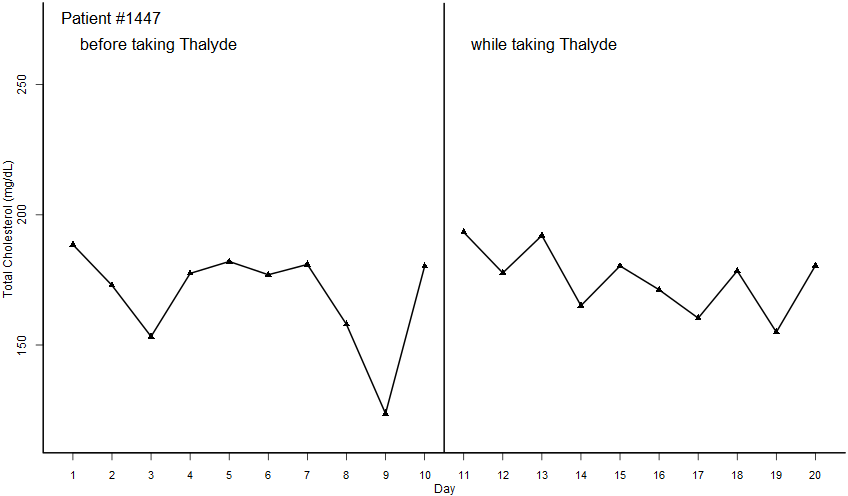 Patient #1447
before taking Thalyde
while taking Thalyde
Total Cholesterol (mg/dL)
250
200
150
1 2 3 4 5 6 7 8 9 10 11 12 13 14 15 16 17 18 19 20
Day